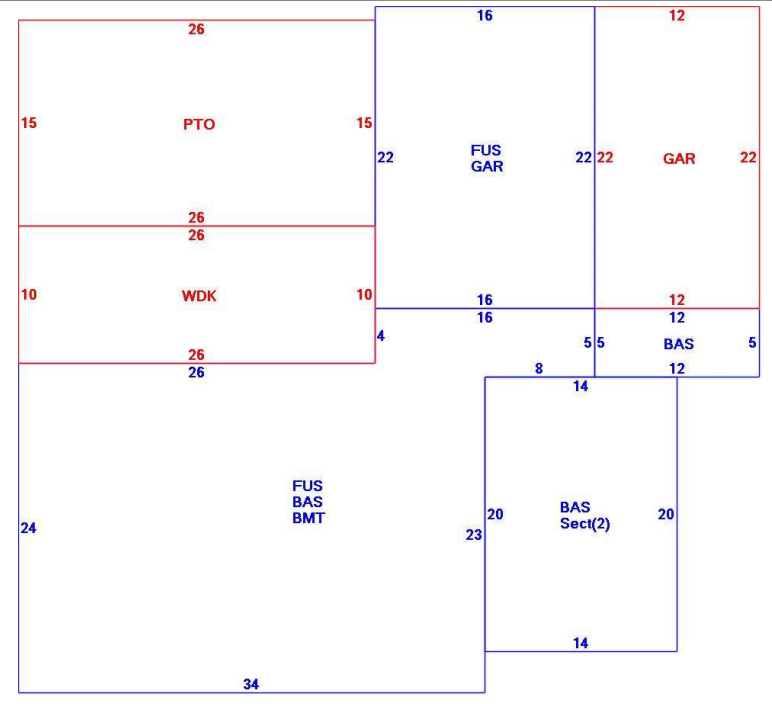 16 12
26
15 PTO 15
22 FUS 22 22 GAR 22
GAR
26
26
10 WDK 10
16 12
16 12
4 5 5 BAS 5
26
26 8 12
14
FUS
BAS
BMT
24 23 20 BAS 20
Sect(2)
14
34